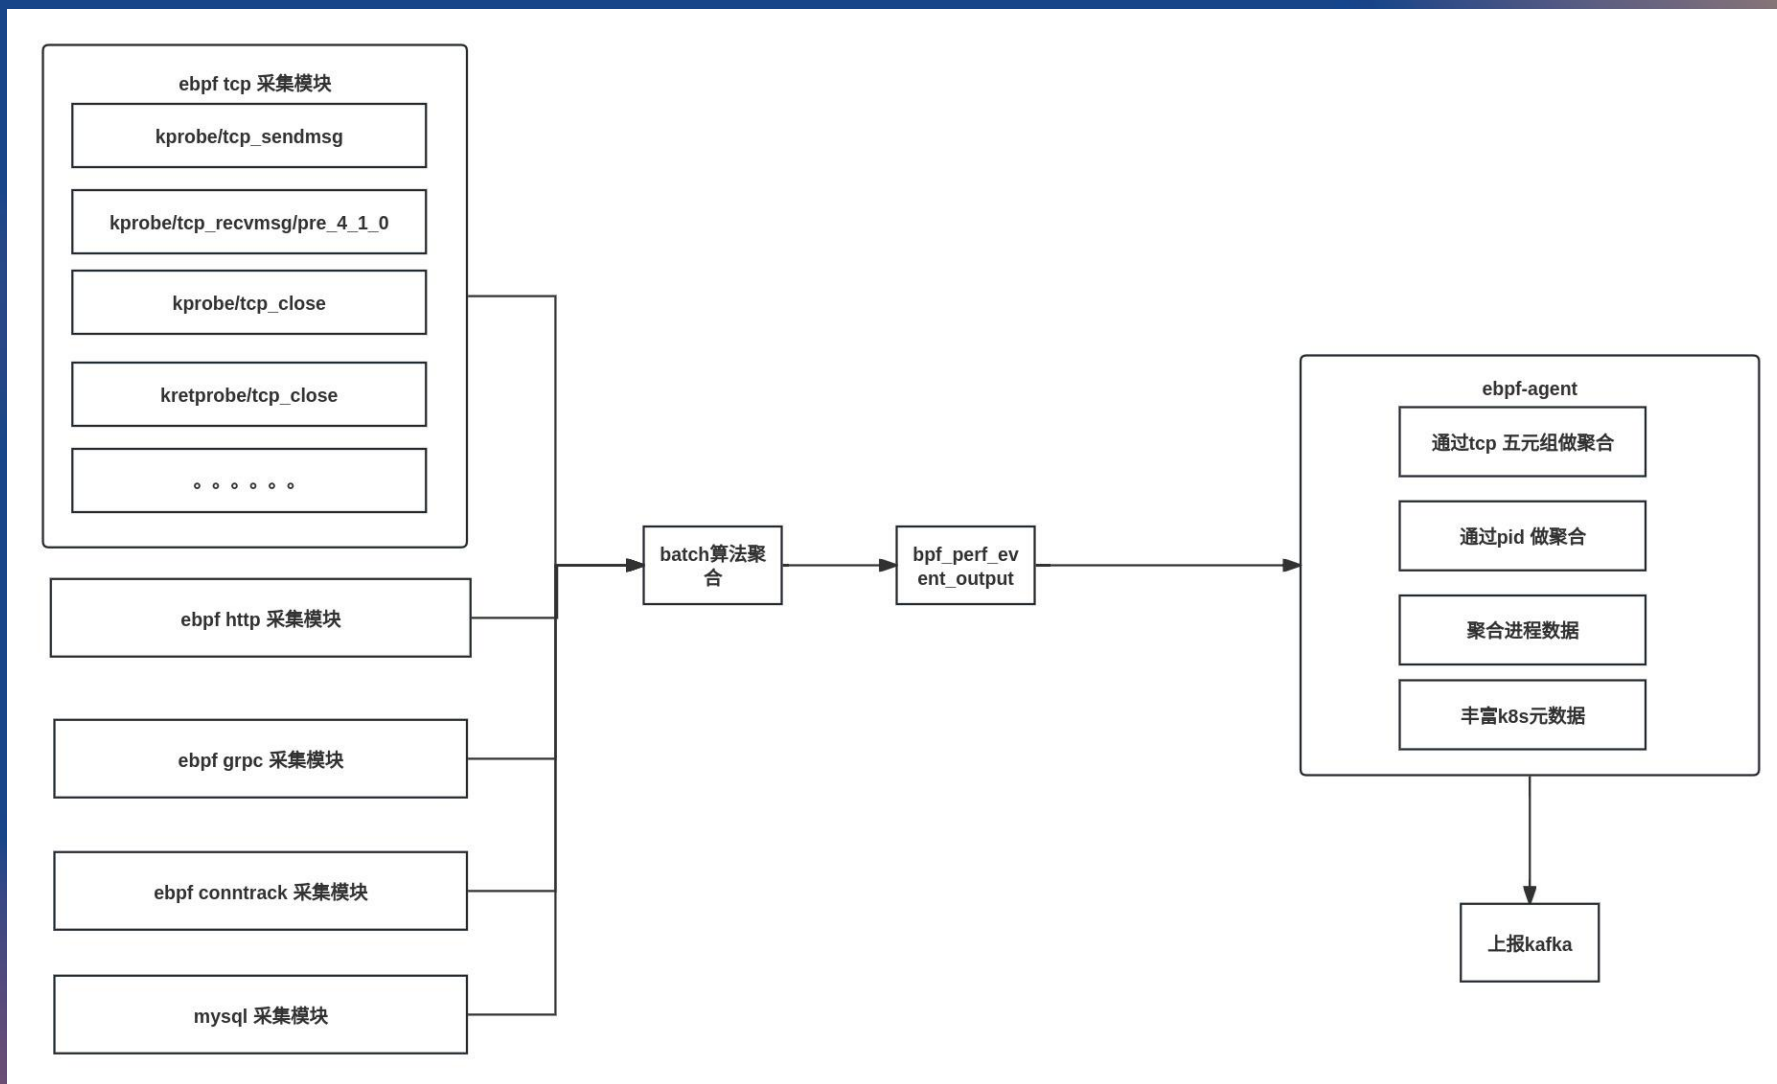 ebpf tcp 采集模块
kprobe/tcp_sendmsg
kprobe/tcp_recvmsg/pre_4_1_0
kprobe/tcp_close
kretprobe/tcp_close
。。。。。。
ebpf http 采集模块
ebpf grpc 采集模块
ebpf conntrack 采集模块
mysql 采集模块
batch算法聚
合
bpf_perf_ev
ent_output
ebpf-agent
通过tcp 五元组做聚合
通过pid 做聚合
聚合进程数据
丰富k8s元数据
上报kafka